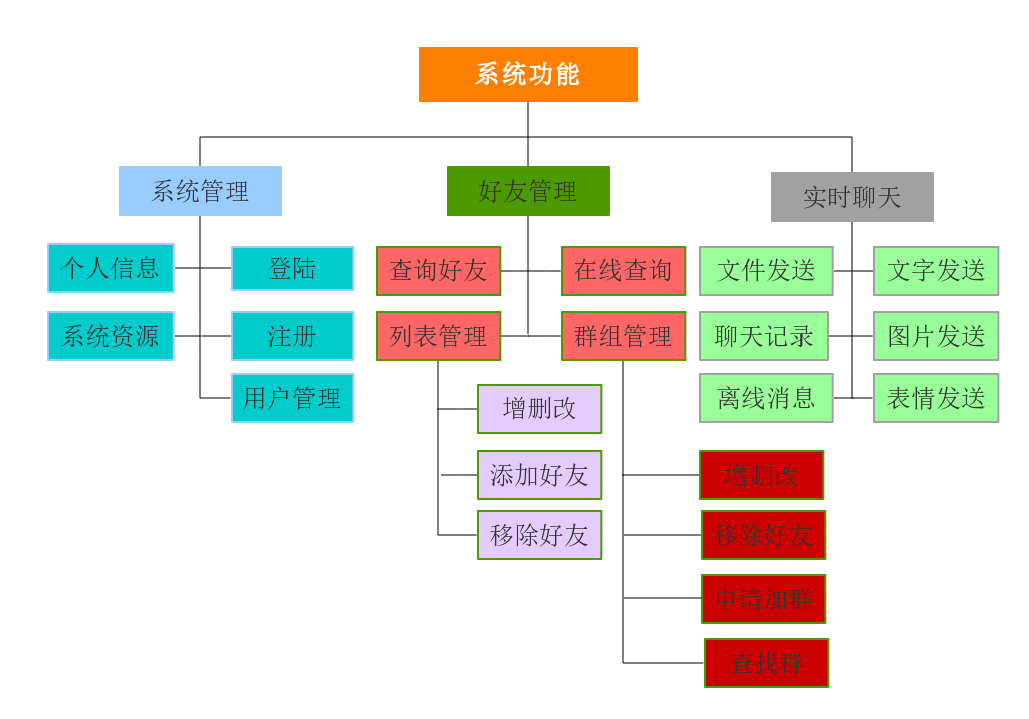 系统功能
系统管理
好友管理
实时聊天
个人信息
登陆
查询好友
在线查询
文件发送
文字发送
系统资源
注册
列表管理
群组管理
聊天记录
图片发送
用户管理
离线消息
表情发送
增删改
添加好友
增删改
移除好友
移除好友
申请加群
查找群